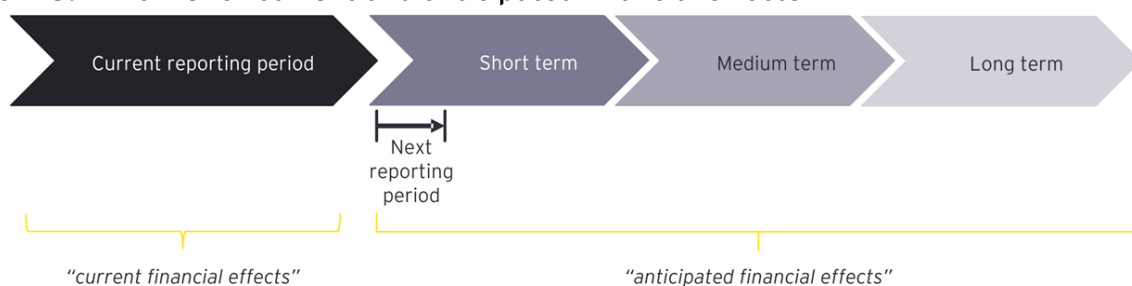 Current reporting period
Short term
Medium term
Long term
Next
reporting
period
“current financial effects”
“anticipated financial effects”